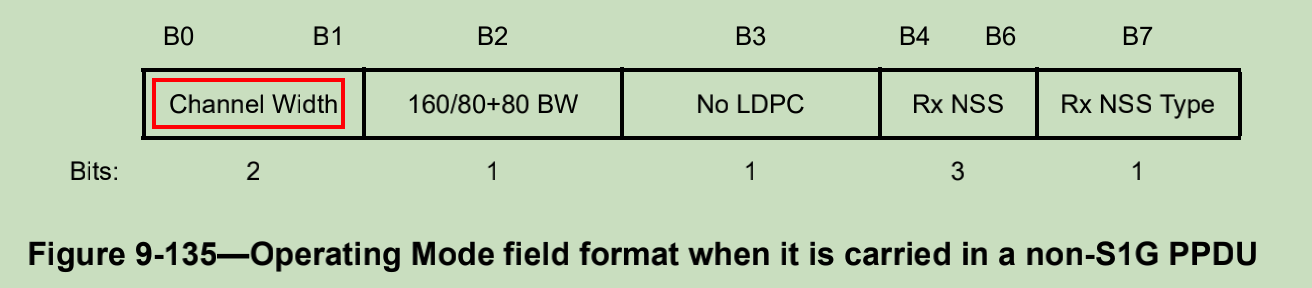 B0 B1 B2 B3 B4 B6 B7
Channel Width 160/80+80 BW No LDPC Rx NSS Rx NSS Type
Bits: 2 1 1 3 1
Figure 9-135—Operating Mode field format when it is carried in a non-S1G PPDU